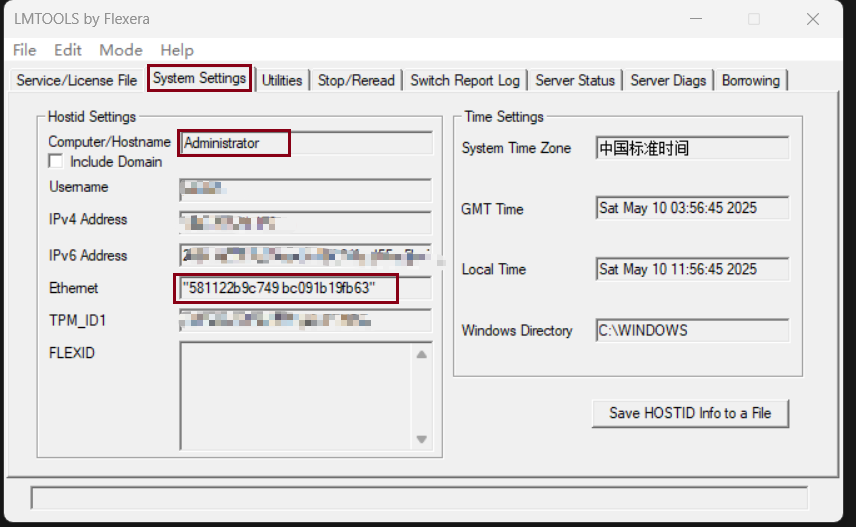 LMTOOLS by Flexera
File Edit Mode Help
Service/License File System Settings Utilities Stop/Reread Switch Report Log Server Status Server Diags Borrowing
Hostid Settings
Computer/Hostname Administrator
Include Domain
Username
IPv4 Address
IPv6 Address
Ethernet "581122b9c749 bc091b19fb63"
TPM_ID1
FLEXID
Time Settings
System Time Zone 中国标准时间
GMT Time Sat May 10 03:56:45 2025
Local Time Sat May 10 11:56:45 2025
Windows Directory C:\WINDOWS
Save HOSTID Info to a File